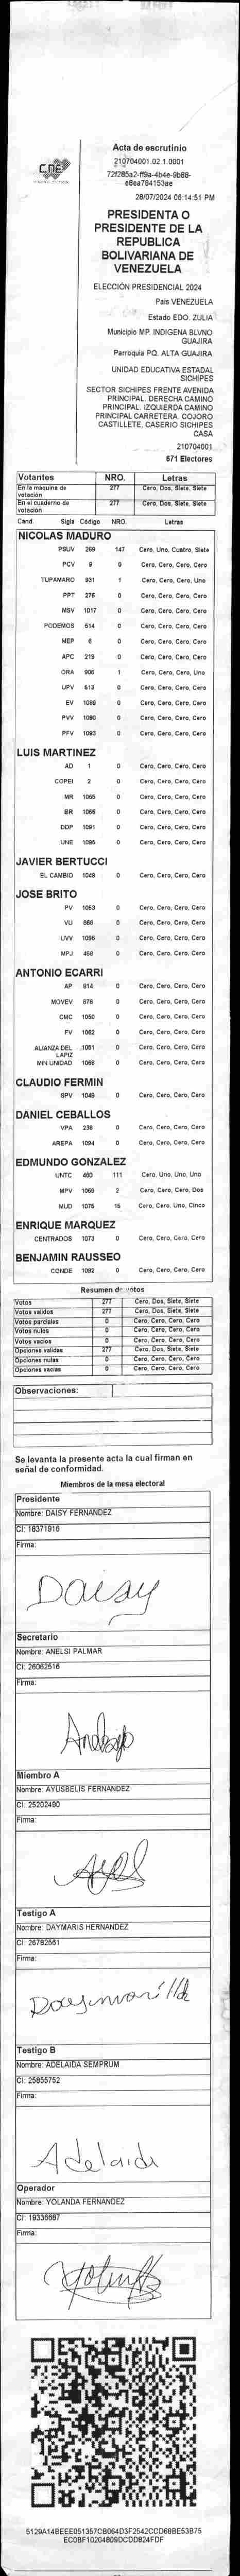 CNE
Acta de escrutinio
210704001.02.1.0001
72f285a2-ff9a-4b4e-9b88-
e8ea784153ae
28/07/2024 06:14:51 PM
PRESIDENTA O
PRESIDENTE DE LA
REPUBLICA
BOLIVARIANA DE
VENEZUELA
ELECCIÓN PRESIDENCIAL 2024
Pais VENEZUELA
Estado EDO. ZULIA
Municipio MP. INDIGENA BLVNO
GUAJIRA
Parroquia PQ. ALTA GUAJIRA
UNIDAD EDUCATIVA ESTADAL
SICHIPES
SECTOR SICHIPES FRENTE AVENIDA
PRINCIPAL. DERECHA CAMINO
PRINCIPAL. IZQUIERDA CAMINO
PRINCIPAL CARRETERA. COJORO
CASTILLETE, CASERIO SICHIPES
CASA
210704001
571 Electores
Votantes NRO. Letras
En la máquina de votación 277 Cero, Dos, Siete, Siete
En el cuaderno de votación 277 Cero, Dos, Siete, Siete
Cand. Sigla Código NRO. Letras
NICOLAS MADURO
PSUV 269 147 Cero, Uno, Cuatro, Siete
PCV 9 0 Cero, Cero, Cero, Cero
TUPAMARO 931 1 Cero, Cero, Cero, Uno
PPT 376 0 Cero, Cero, Cero, Cero
MSV 1017 0 Cero, Cero, Cero, Cero
PODEMOS 514 0 Cero, Cero, Cero, Cero
MEP 6 0 Cero, Cero, Cero, Cero
APC 219 0 Cero, Cero, Cero, Cero
ORA 906 1 Cero, Cero, Cero, Uno
UPV 513 0 Cero, Cero, Cero, Cero
EV 1089 0 Cero, Cero, Cero, Cero
PVV 1090 0 Cero, Cero, Cero, Cero
PFV 1093 0 Cero, Cero, Cero, Cero
LUIS MARTINEZ
AD 1 0 Cero, Cero, Cero, Cero
COPEI 2 0 Cero, Cero, Cero, Cero
MR 1065 0 Cero, Cero, Cero, Cero
BR 1066 0 Cero, Cero, Cero, Cero
DDP 1091 0 Cero, Cero, Cero, Cero
UNE 1095 0 Cero, Cero, Cero, Cero
JAVIER BERTUCCI
EL CAMBIO 1048 0 Cero, Cero, Cero, Cero
JOSE BRITO
PV 1053 0 Cero, Cero, Cero, Cero
VU 868 0 Cero, Cero, Cero, Cero
UVV 1096 0 Cero, Cero, Cero, Cero
MPJ 458 0 Cero, Cero, Cero, Cero
ANTONIO ECARRI
AP 914 0 Cero, Cero, Cero, Cero
MOVEV 878 0 Cero, Cero, Cero, Cero
CMC 1050 0 Cero, Cero, Cero, Cero
FV 1062 0 Cero, Cero, Cero, Cero
ALIANZA DEL LAPIZ 1061 0 Cero, Cero, Cero, Cero
MIN UNIDAD 1068 0 Cero, Cero, Cero, Cero
CLAUDIO FERMIN
SPV 1049 0 Cero, Cero, Cero, Cero
DANIEL CEBALLOS
VPA 236 0 Cero, Cero, Cero, Cero
AREPA 1094 0 Cero, Cero, Cero, Cero
EDMUNDO GONZALEZ
UNTC 460 111 Cero, Uno, Uno, Uno
MPV 1069 2 Cero, Cero, Cero, Dos
MUD 1075 15 Cero, Cero, Uno, Cinco
ENRIQUE MARQUEZ
CENTRADOS 1073 0 Cero, Cero, Cero, Cero
BENJAMIN RAUSSEO
CONDE 1092 0 Cero, Cero, Cero, Cero
Resumen de votos
Votos 277 Cero, Dos, Siete, Siete
Votos validos 277 Cero, Dos, Siete, Siete
Votos parciales 0 Cero, Cero, Cero, Cero
Votos nulos 0 Cero, Cero, Cero, Cero
Votos vacios 0 Cero, Cero, Cero, Cero
Opciones validas 277 Cero, Dos, Siete, Siete
Opciones nulas 0 Cero, Cero, Cero, Cero
Opciones vacias 0 Cero, Cero, Cero, Cero
Observaciones:
Se levanta la presente acta la cual firman en
señal de conformidad.
Miembros de la mesa electoral
Presidente
Nombre: DAISY FERNANDEZ
CI: 18371916
Firma:
Daisy
Secretario
Nombre: ANELSI PALMAR
CI: 26062516
Firma:
Miembro A
Nombre: AYUSBELIS FERNANDEZ
CI: 25202490
Firma:
Testigo A
Nombre: DAYMARIS HERNANDEZ
CI: 26782561
Firma:
Testigo B
Nombre: ADELAIDA SEMPRUM
CI: 25855752
Firma:
Adelaida
Operador
Nombre: YOLANDA FERNANDEZ
CI: 19336687
Firma:
5129A14BEEE051357CB064D3F2542CCD68BE53B75
EC0BF10204809DCDD824FDF